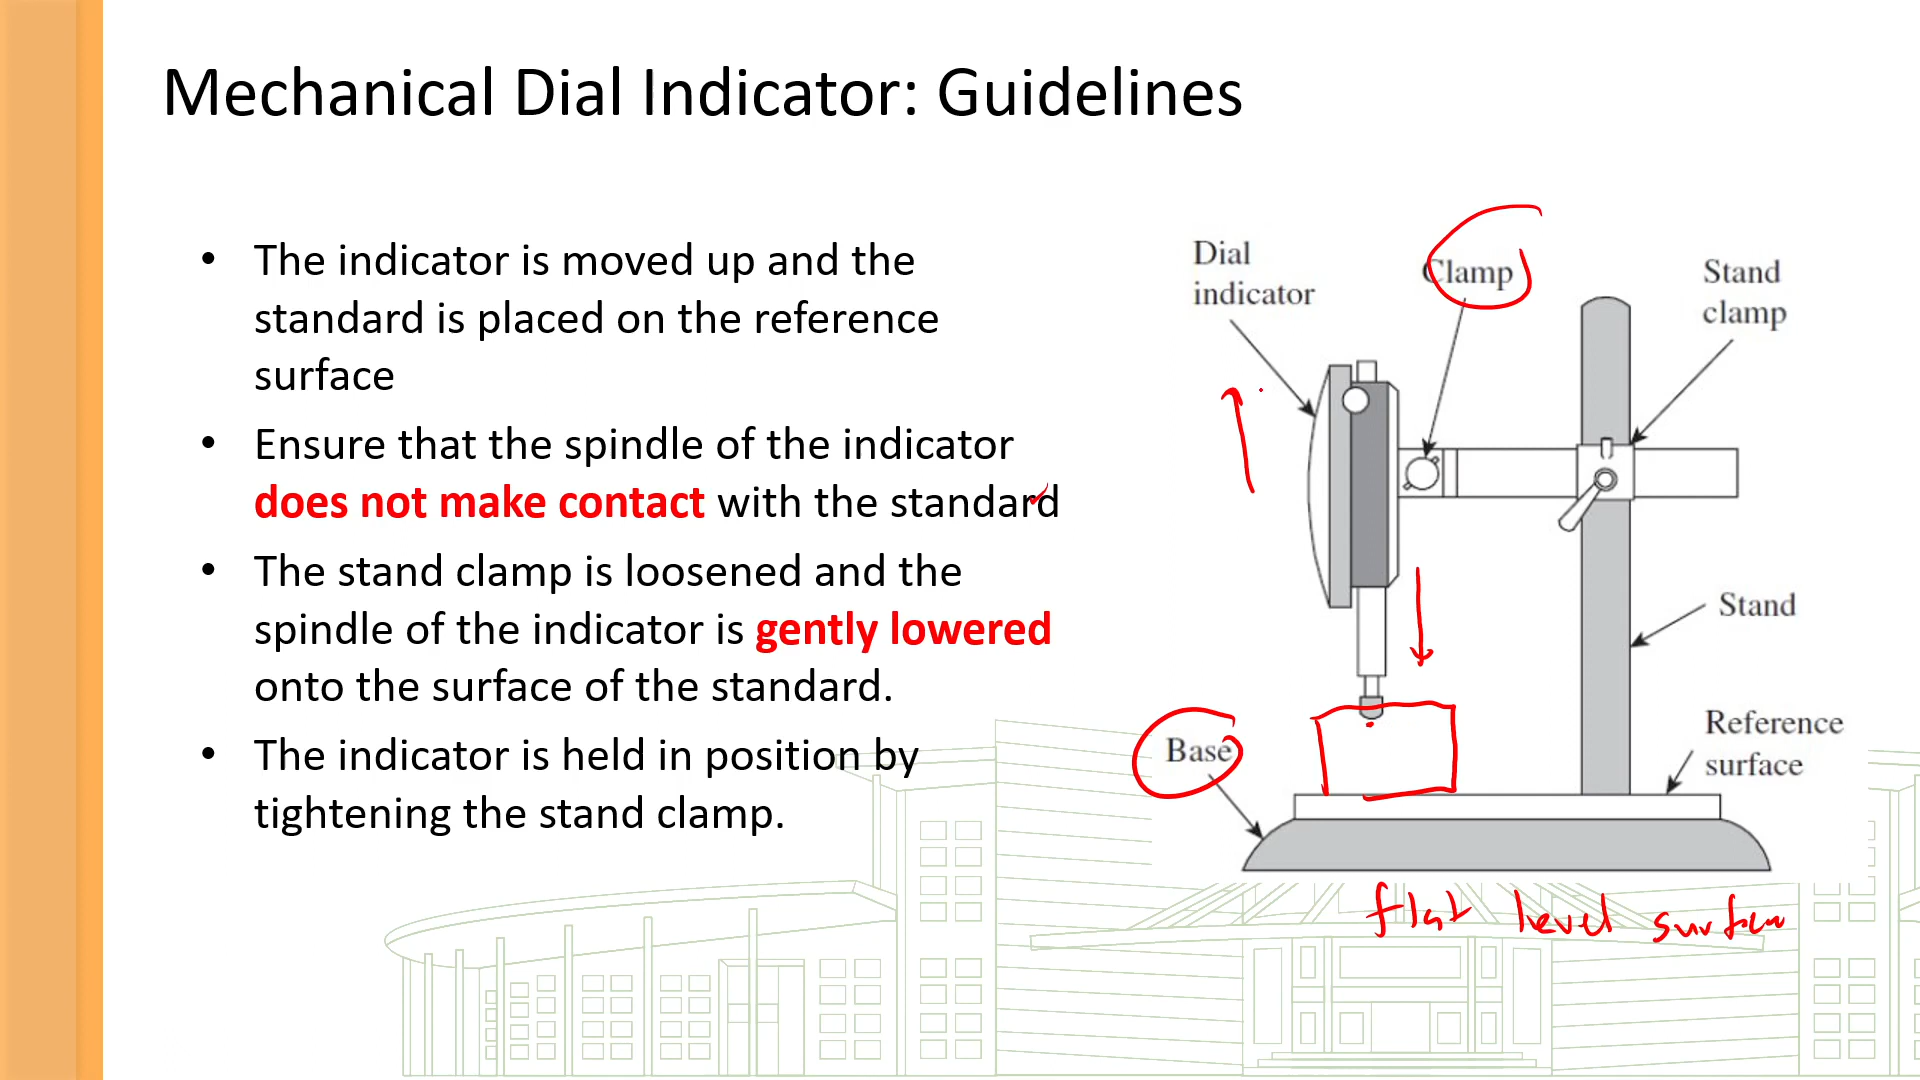 Mechanical Dial Indicator: Guidelines
• The indicator is moved up and the
standard is placed on the reference
surface
• Ensure that the spindle of the indicator
does not make contact with the standard
• The stand clamp is loosened and the
spindle of the indicator is gently lowered
onto the surface of the standard.
• The indicator is held in position by
tightening the stand clamp.
Dial
indicator
Clamp
Stand
clamp
Stand
Base
Reference
surface
flat level surface